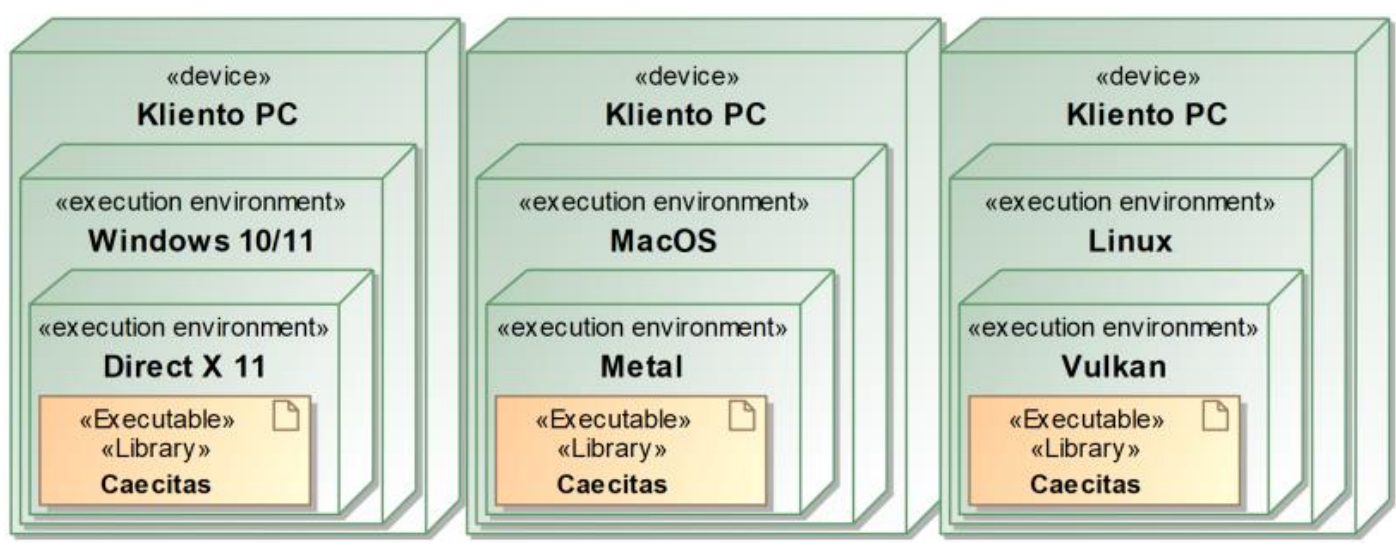 «device»
Kliento PC
«execution environment»
Windows 10/11
«execution environment»
Direct X 11
«Executable»
«Library»
Caecitas
«device»
Kliento PC
«execution environment»
MacOS
«execution environment»
Metal
«Executable»
«Library»
Caecitas
«device»
Kliento PC
«execution environment»
Linux
«execution environment»
Vulkan
«Executable»
«Library»
Caecitas